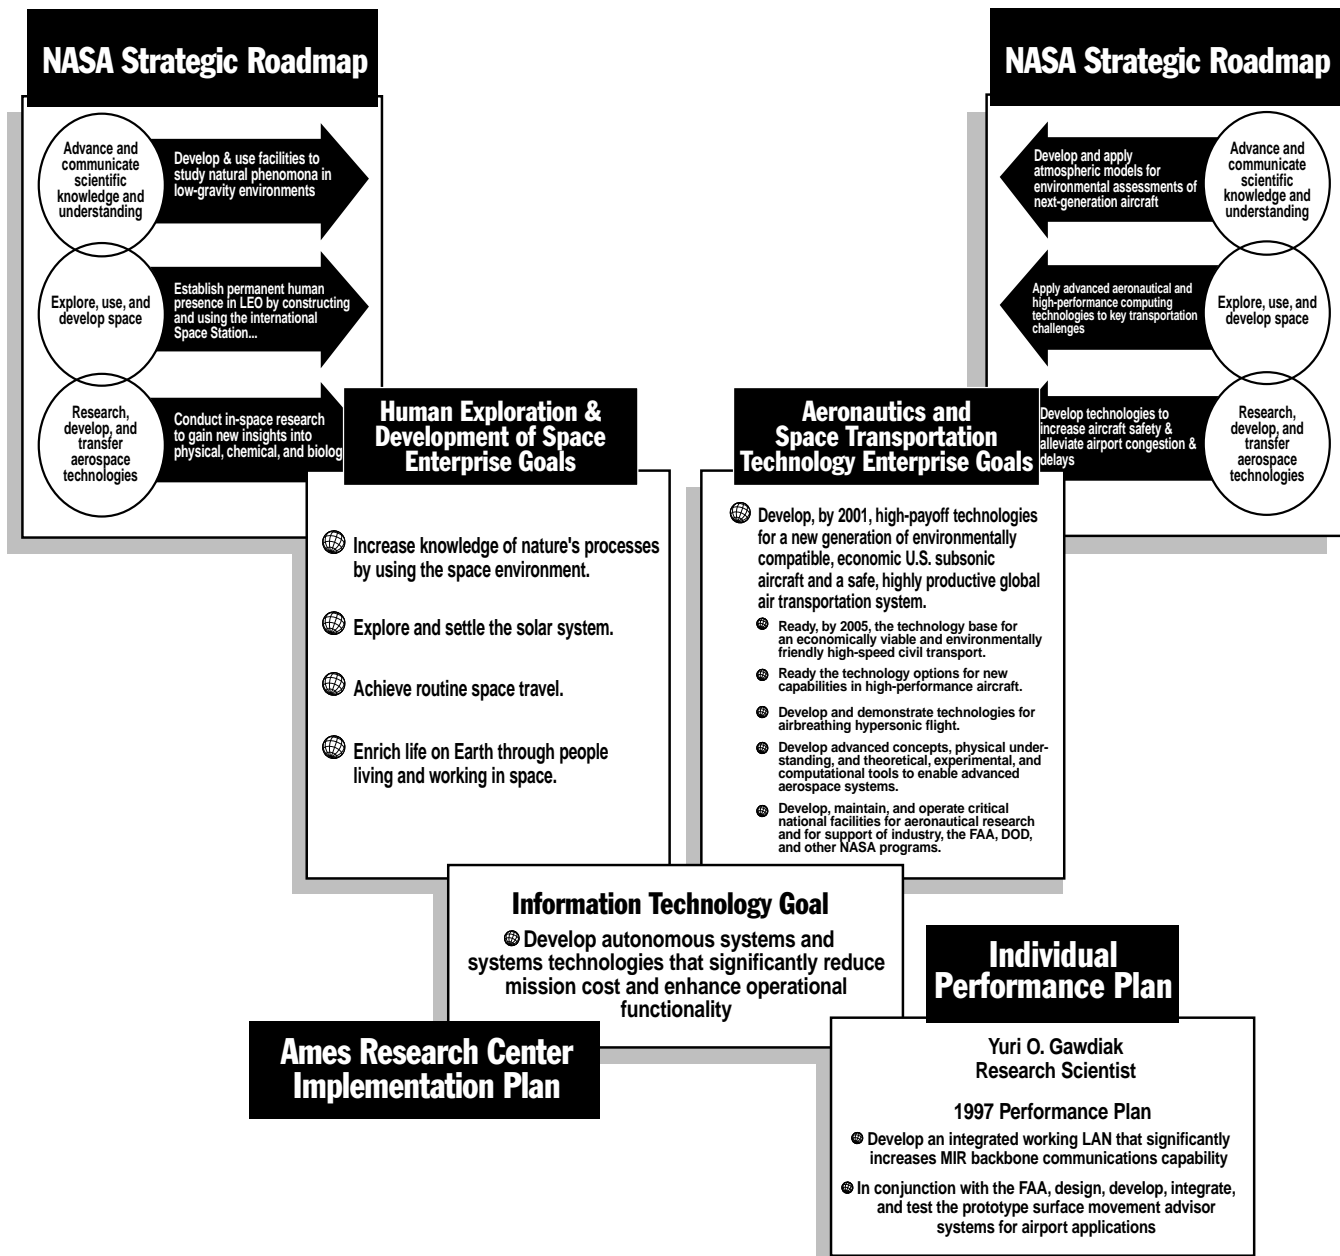 NASA Strategic Roadmap
Advance and
communicate
scientific
knowledge and
understanding
Develop & use facilities to
study natural phenomona in
low-gravity environments
Explore, use, and
develop space
Establish permanent human
presence in LEO by constructing
and using the international
Space Station...
Research,
develop, and
transfer
aerospace
technologies
Conduct in-space research
to gain new insights into
physical, chemical, and biolog
NASA Strategic Roadmap
Develop and apply
atmospheric models for
environmental assessments of
next-generation aircraft
Advance and
communicate
scientific
knowledge and
understanding
Apply advanced aeronautical and
high-performance computing
technologies to key transportation
challenges
Explore, use, and
develop space
Develop technologies to
increase aircraft safety &
alleviate airport congestion &
delays
Research,
develop, and
transfer
aerospace
technologies
Human Exploration &
Development of Space
Enterprise Goals
Increase knowledge of nature's processes
by using the space environment.
Explore and settle the solar system.
Achieve routine space travel.
Enrich life on Earth through people
living and working in space.
Aeronautics and
Space Transportation
Technology Enterprise Goals
Develop, by 2001, high-payoff technologies
for a new generation of environmentally
compatible, economic U.S. subsonic
aircraft and a safe, highly productive global
air transportation system.
Ready, by 2005, the technology base for
an economically viable and environmentally
friendly high-speed civil transport.
Ready the technology options for new
capabilities in high-performance aircraft.
Develop and demonstrate technologies for
airbreathing hypersonic flight.
Develop advanced concepts, physical under-
standing, and theoretical, experimental, and
computational tools to enable advanced
aerospace systems.
Develop, maintain, and operate critical
national facilities for aeronautical research
and for support of industry, the FAA, DOD,
and other NASA programs.
Information Technology Goal
Develop autonomous systems and
systems technologies that significantly reduce
mission cost and enhance operational
functionality
Ames Research Center
Implementation Plan
Individual
Performance Plan
Yuri O. Gawdiak
Research Scientist
1997 Performance Plan
Develop an integrated working LAN that significantly
increases MIR backbone communications capability
In conjunction with the FAA, design, develop, integrate,
and test the prototype surface movement advisor
systems for airport applications